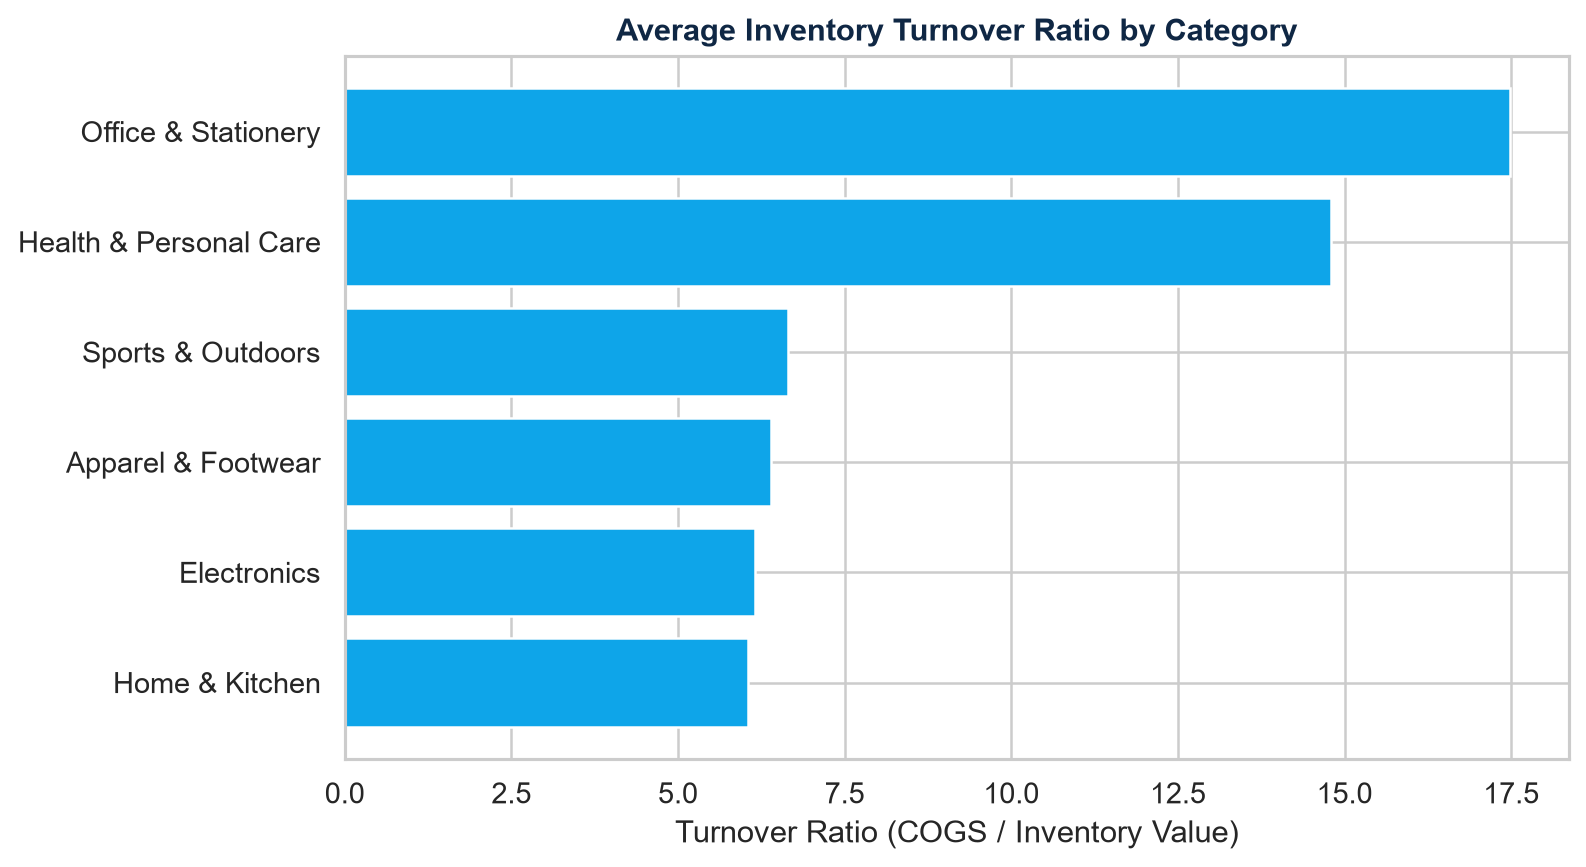 Average Inventory Turnover Ratio by Category
Office & Stationery
Health & Personal Care
Sports & Outdoors
Apparel & Footwear
Electronics
Home & Kitchen
0.0 2.5 5.0 7.5 10.0 12.5 15.0 17.5
Turnover Ratio (COGS / Inventory Value)